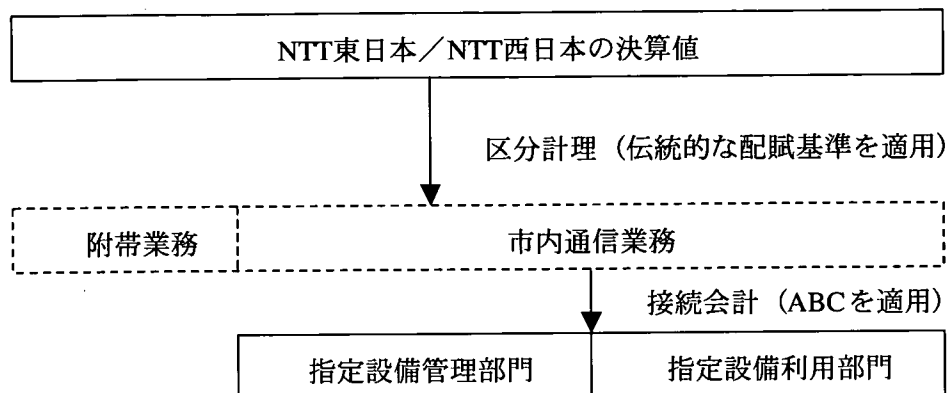 NTT東日本／NTT西日本の決算値
区分計理（伝統的な配賦基準を適用）
附帯業務
市内通信業務
接続会計（ABCを適用）
指定設備管理部門
指定設備利用部門